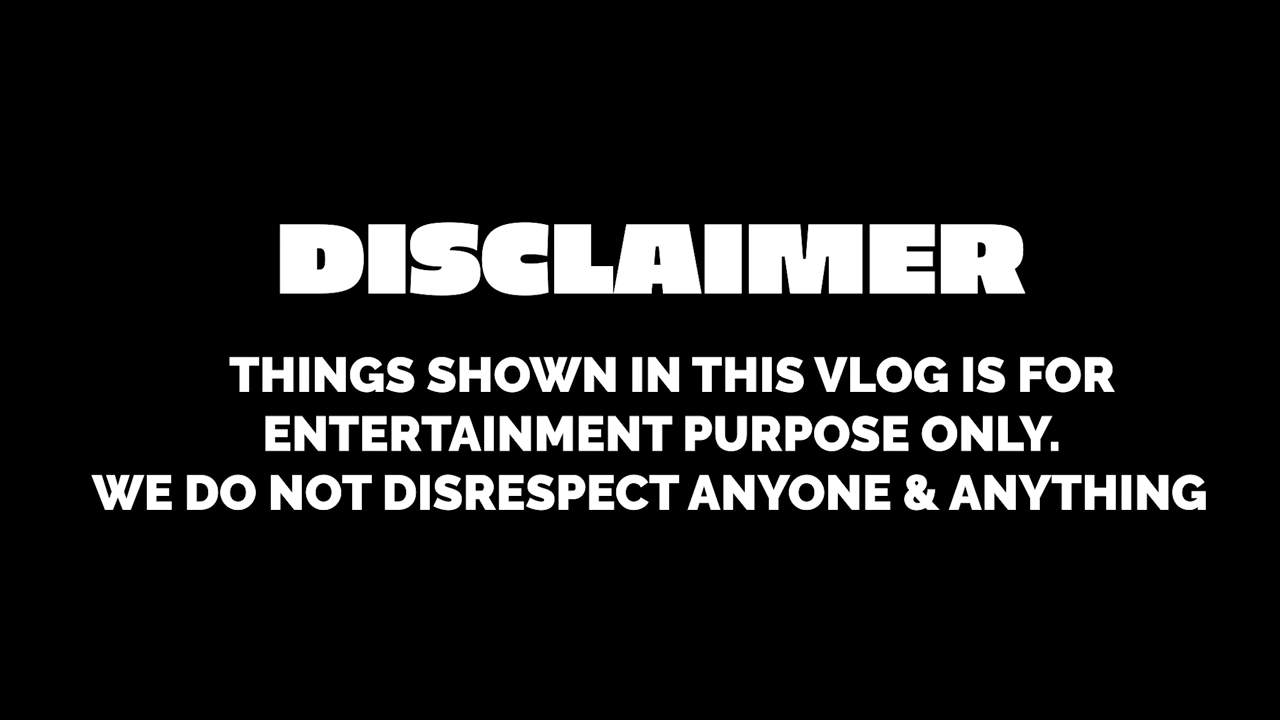 DISCLAIMER
THINGS SHOWN IN THIS VLOG IS FOR
ENTERTAINMENT PURPOSE ONLY.
WE DO NOT DISRESPECT ANYONE & ANYTHING